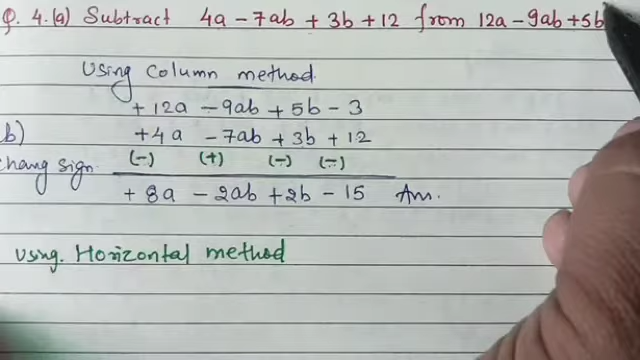 Q. 4.(a) Subtract 4a - 7ab + 3b + 12 from 12a - 9ab + 5b
Using Column method.
+ 12a - 9ab + 5b - 3
b) + 4a - 7ab + 3b + 12
chang sign. (-) (+) (-) (-)
+ 8a - 2ab + 2b - 15 Ans.
Using. Horizontal method